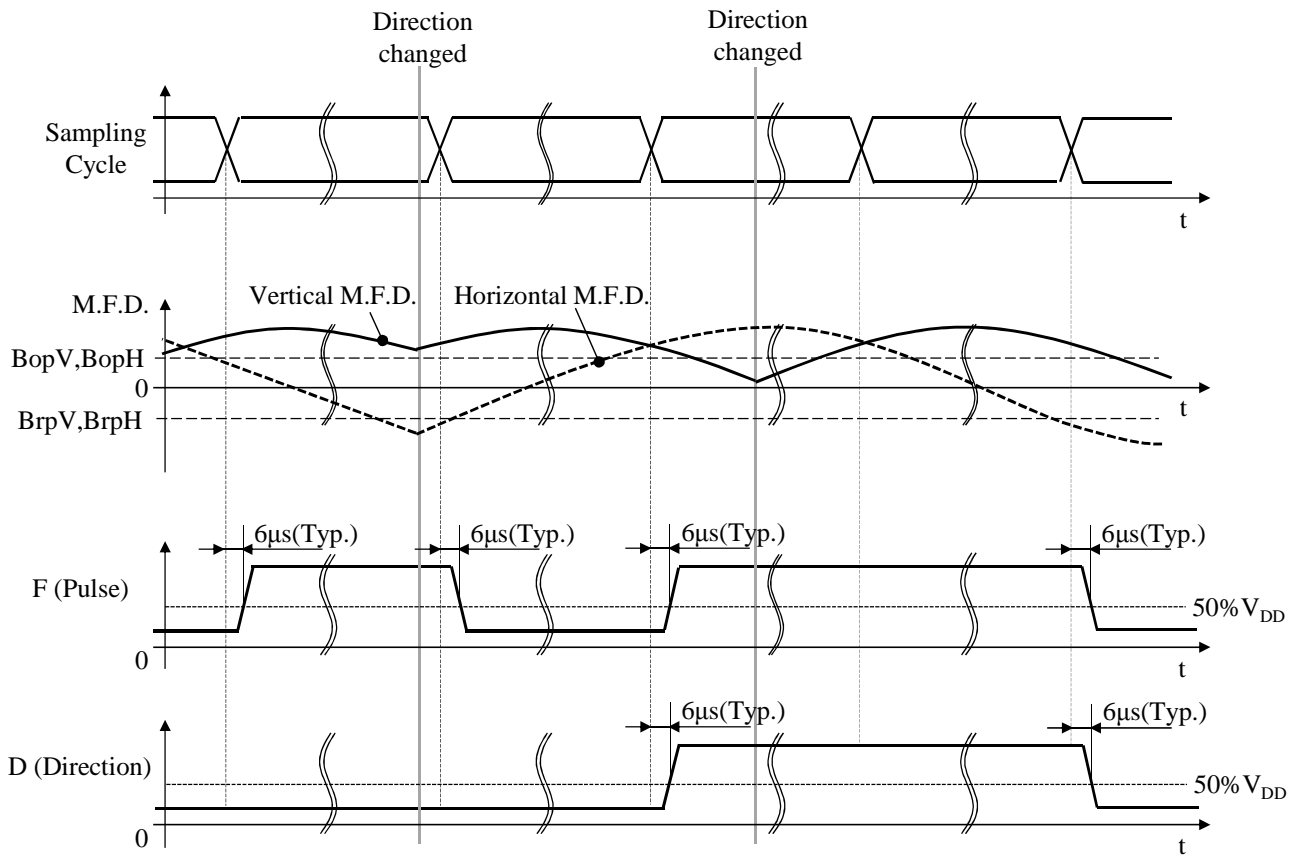 Direction
changed
Direction
changed
Sampling
Cycle
t
M.F.D.
Vertical M.F.D.
Horizontal M.F.D.
BopV,BopH
0
BrpV,BrpH
t
6μs(Typ.)
6μs(Typ.)
6μs(Typ.)
6μs(Typ.)
F (Pulse)
50%VDD
0
t
6μs(Typ.)
6μs(Typ.)
D (Direction)
50%VDD
0
t